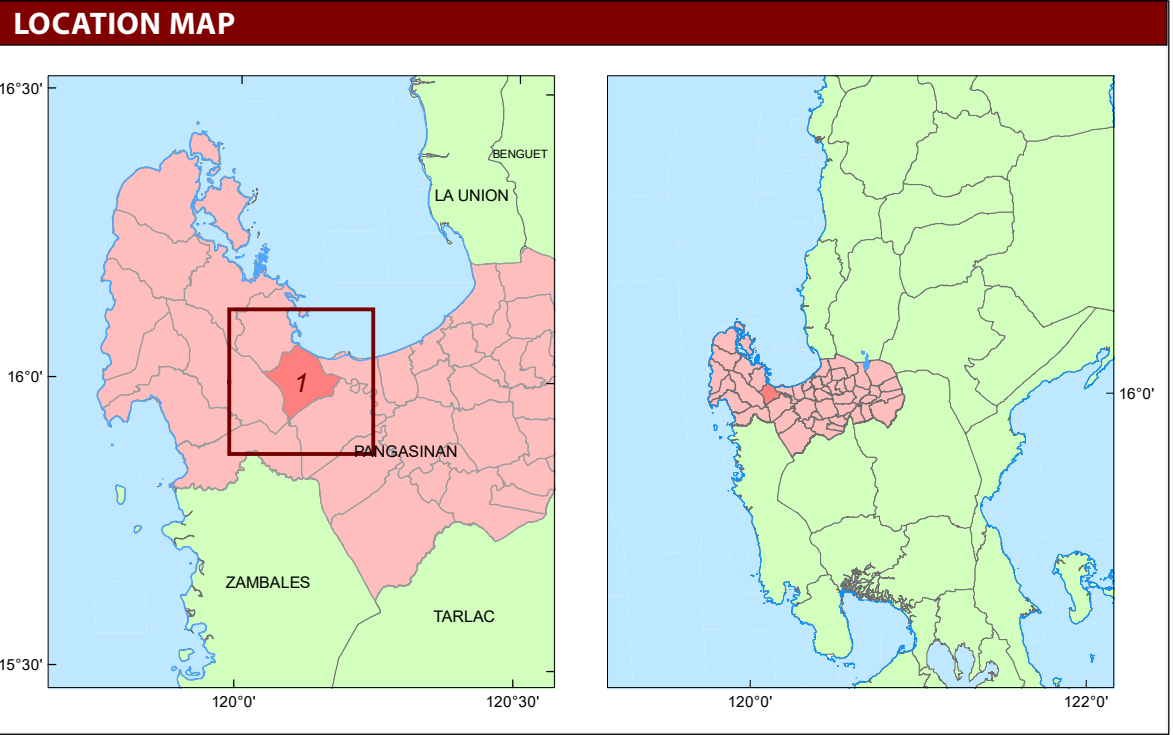 LOCATION MAP
16°30'
BENGUET
LA UNION
16°0'
1
PANGASINAN
ZAMBALES
TARLAC
15°30'
120°0'
120°30'
16°0'
120°0'
122°0'